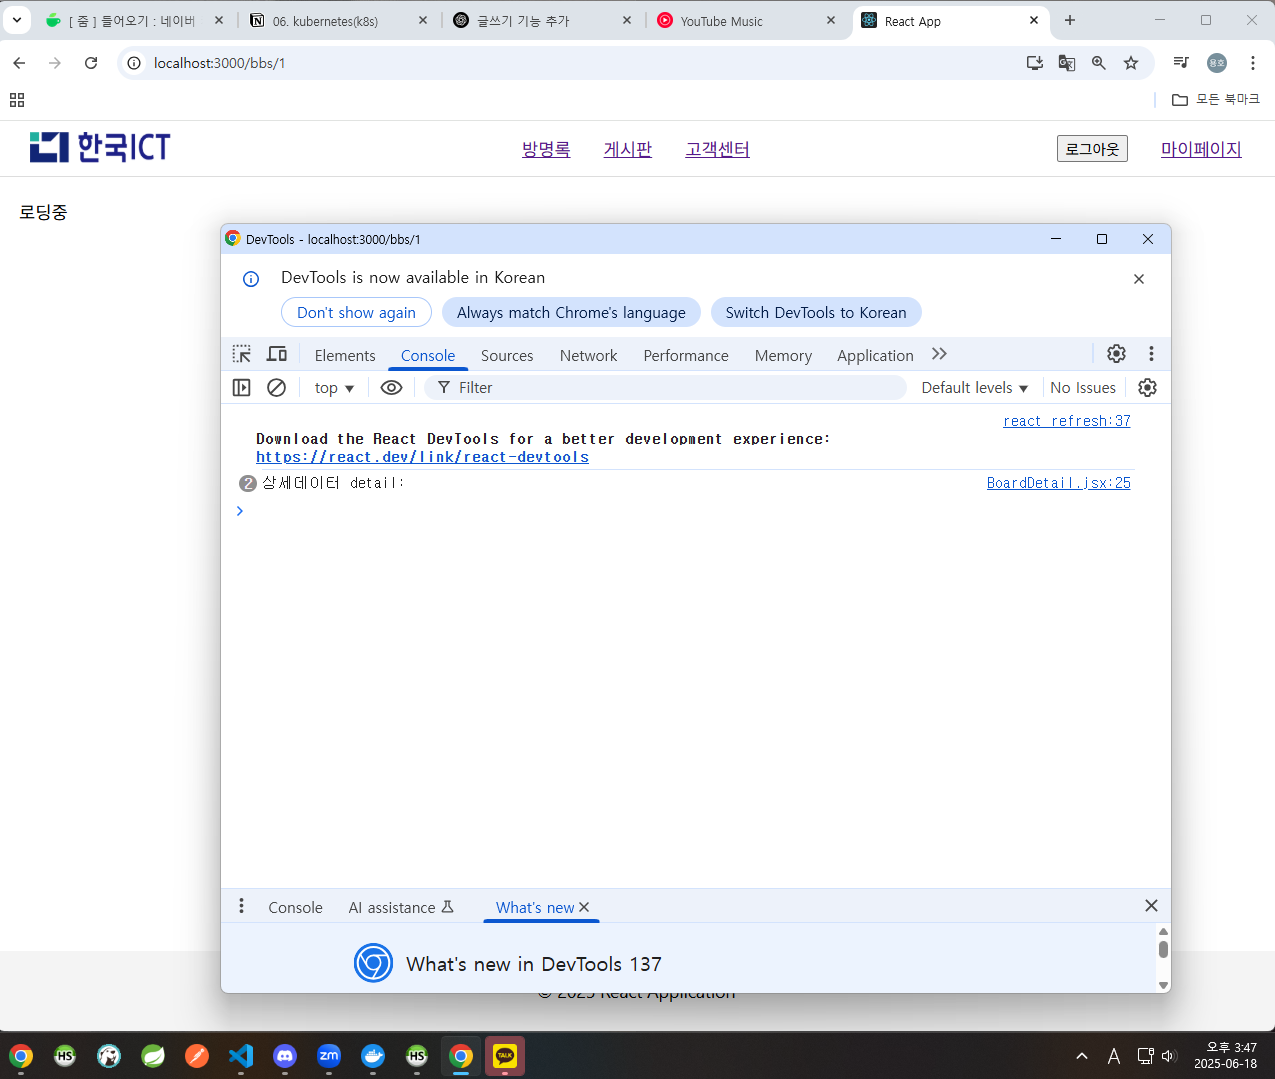 [ 줌 ] 들어오기 : 네이버
06. kubernetes(k8s)
글쓰기 기능 추가
YouTube Music
React App
localhost:3000/bbs/1
용호
모든 북마크
한국ICT
방명록
게시판
고객센터
로그아웃
마이페이지
로딩중
DevTools - localhost:3000/bbs/1
DevTools is now available in Korean
Don't show again
Always match Chrome's language
Switch DevTools to Korean
Elements
Console
Sources
Network
Performance
Memory
Application
top
Filter
Default levels
No Issues
react refresh:37
Download the React DevTools for a better development experience:
https://react.dev/link/react-devtools
2 상세데이터 detail:
BoardDetail.jsx:25
Console
AI assistance
What's new
What's new in DevTools 137
© 2025 React Application
HS
zm
HS
TALK
A
오후 3:47
2025-06-18